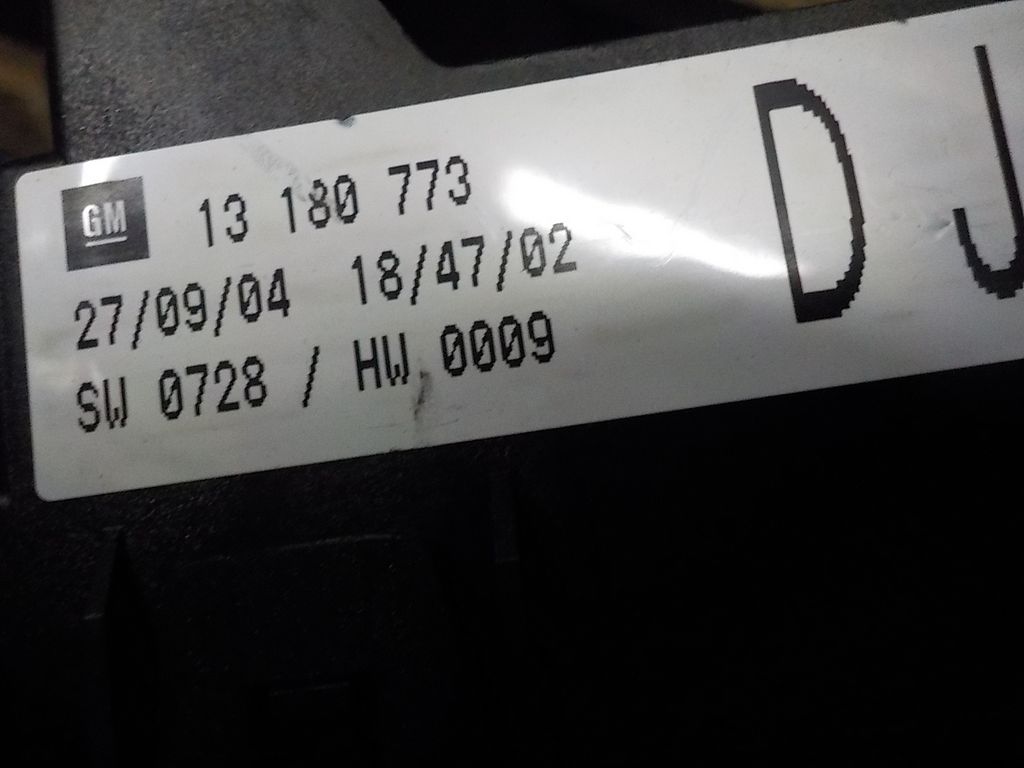 GM 13 180 773
27/09/04 18/47/02
SW 0728 / HW 0009
DJ